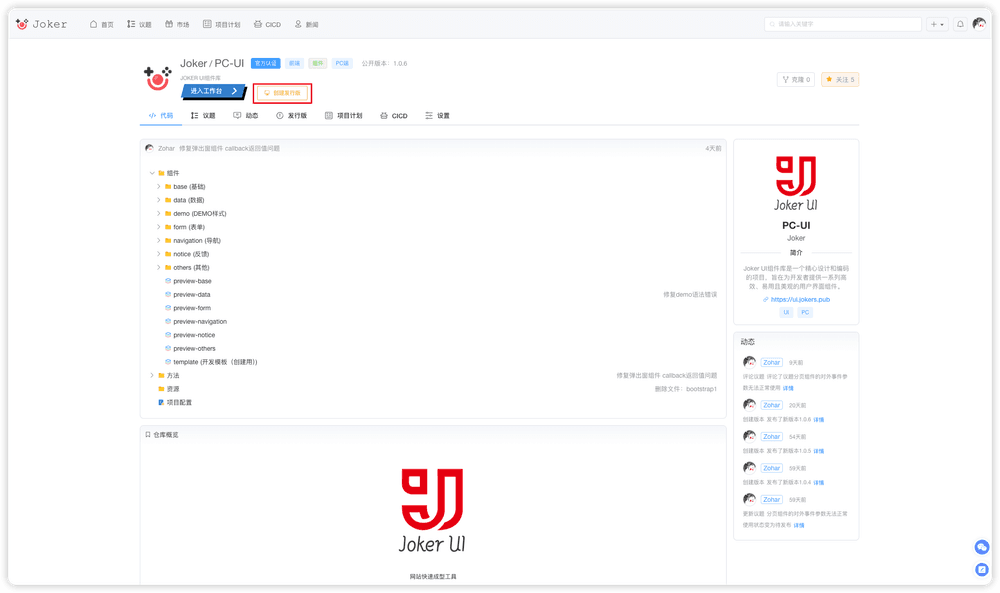 Joker 首页 议题 市场 项目计划 CICD 新闻 请输入关键字
Joker / PC-UI 官方认证 前端 组件 PC端 公开版本：1.0.6
JOKER UI组件库
进入工作台 创建发行版 克隆 0 关注 5
代码 议题 动态 发行版 项目计划 CICD 设置
Zohar 修复弹出窗组件 callback返回值问题 4天前
组件
base (基础)
data (数据)
demo (DEMO样式)
form (表单)
navigation (导航)
notice (反馈)
others (其他)
preview-base
preview-data 修复demo语法错误
preview-form
preview-navigation
preview-notice
preview-others
template (开发模板（创建用）)
方法 修复弹出窗组件 callback返回值问题
资源 删除文件：bootstrap1
项目配置
仓库概览
Joker UI
网站快速成型工具
Joker UI
PC-UI
Joker
简介
Joker UI组件库是一个精心设计和编码
的项目，旨在为开发者提供一系列高
效、易用且美观的用户界面组件。
https://ui.jokers.pub
UI PC
动态
Zohar 9天前
评论议题 评论了议题分页组件的对外事件参
数无法正常使用 详情
Zohar 20天前
创建版本 发布了新版本1.0.6 详情
Zohar 54天前
创建版本 发布了新版本1.0.5 详情
Zohar 59天前
创建版本 发布了新版本1.0.4 详情
Zohar 59天前
更新议题 分页组件的对外事件参数无法正常
使用状态变为待发布 详情